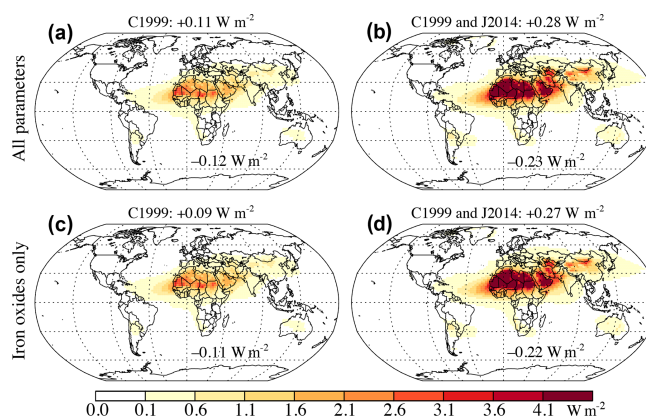 (a) C1999: +0.11 W m-2
(b) C1999 and J2014: +0.28 W m-2
All parameters
−0.12 W m-2
−0.23 W m-2
(c) C1999: +0.09 W m-2
(d) C1999 and J2014: +0.27 W m-2
Iron oxides only
−0.11 W m-2
−0.22 W m-2
0.0 0.1 0.6 1.1 1.6 2.1 2.6 3.1 3.6 4.1 W m-2